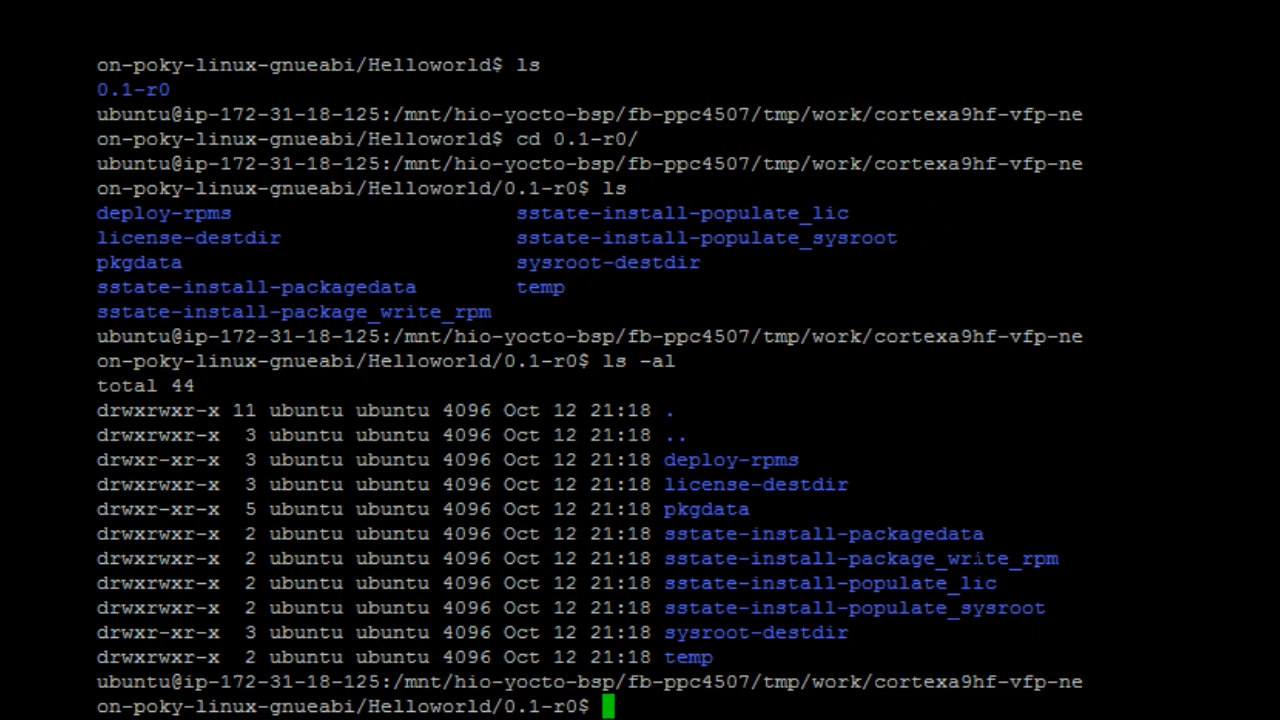 on-poky-linux-gnueabi/Helloworld$ ls
0.1-r0
ubuntu@ip-172-31-18-125:/mnt/hio-yocto-bsp/fb-ppc4507/tmp/work/cortexa9hf-vfp-ne
on-poky-linux-gnueabi/Helloworld$ cd 0.1-r0/
ubuntu@ip-172-31-18-125:/mnt/hio-yocto-bsp/fb-ppc4507/tmp/work/cortexa9hf-vfp-ne
on-poky-linux-gnueabi/Helloworld/0.1-r0$ ls
deploy-rpms sstate-install-populate_lic
license-destdir sstate-install-populate_sysroot
pkgdata sysroot-destdir
sstate-install-packagedata temp
sstate-install-package_write_rpm
ubuntu@ip-172-31-18-125:/mnt/hio-yocto-bsp/fb-ppc4507/tmp/work/cortexa9hf-vfp-ne
on-poky-linux-gnueabi/Helloworld/0.1-r0$ ls -al
total 44
drwxrwxr-x 11 ubuntu ubuntu 4096 Oct 12 21:18 .
drwxrwxr-x 3 ubuntu ubuntu 4096 Oct 12 21:18 ..
drwxr-xr-x 3 ubuntu ubuntu 4096 Oct 12 21:18 deploy-rpms
drwxrwxr-x 3 ubuntu ubuntu 4096 Oct 12 21:18 license-destdir
drwxr-xr-x 5 ubuntu ubuntu 4096 Oct 12 21:18 pkgdata
drwxrwxr-x 2 ubuntu ubuntu 4096 Oct 12 21:18 sstate-install-packagedata
drwxrwxr-x 2 ubuntu ubuntu 4096 Oct 12 21:18 sstate-install-package_write_rpm
drwxrwxr-x 2 ubuntu ubuntu 4096 Oct 12 21:18 sstate-install-populate_lic
drwxrwxr-x 2 ubuntu ubuntu 4096 Oct 12 21:18 sstate-install-populate_sysroot
drwxr-xr-x 3 ubuntu ubuntu 4096 Oct 12 21:18 sysroot-destdir
drwxrwxr-x 2 ubuntu ubuntu 4096 Oct 12 21:18 temp
ubuntu@ip-172-31-18-125:/mnt/hio-yocto-bsp/fb-ppc4507/tmp/work/cortexa9hf-vfp-ne
on-poky-linux-gnueabi/Helloworld/0.1-r0$